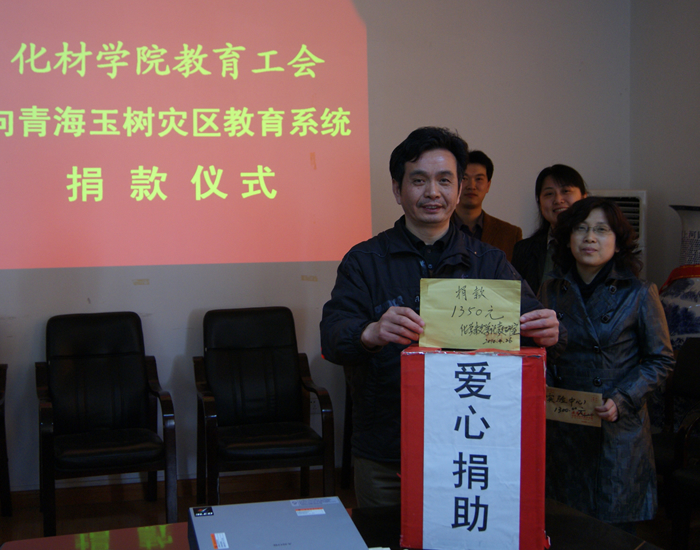 化材学院教育工会
向青海玉树灾区教育系统
捐款仪式
捐款
1350元
爱心捐助